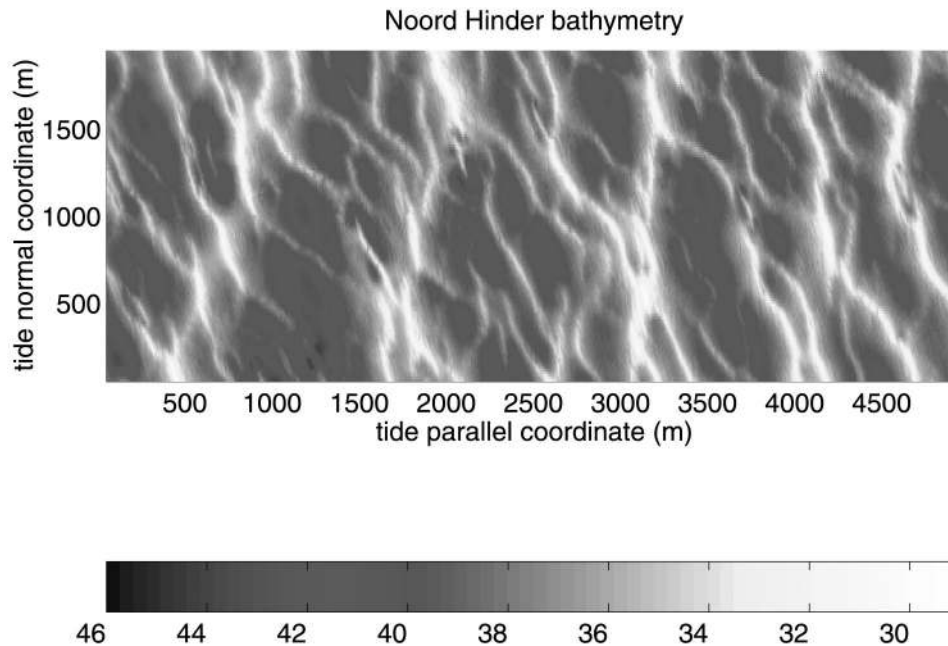 Noord Hinder bathymetry
tide normal coordinate (m)
1500
1000
500
500 1000 1500 2000 2500 3000 3500 4000 4500
tide parallel coordinate (m)
46 44 42 40 38 36 34 32 30